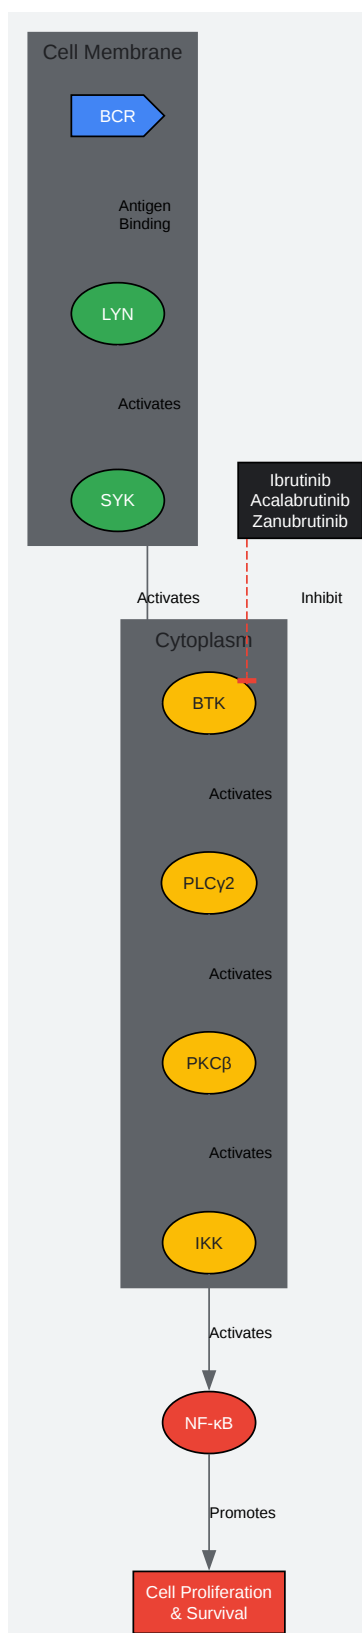 Cell Membrane
BCR
Antigen
Binding
LYN
Activates
SYK
Ibrutinib
Acalabrutinib
Zanubrutinib
Activates
Inhibit
Cytoplasm
BTK
Activates
PLCγ2
Activates
PKCβ
Activates
IKK
Activates
NF-κB
Promotes
Cell Proliferation
& Survival